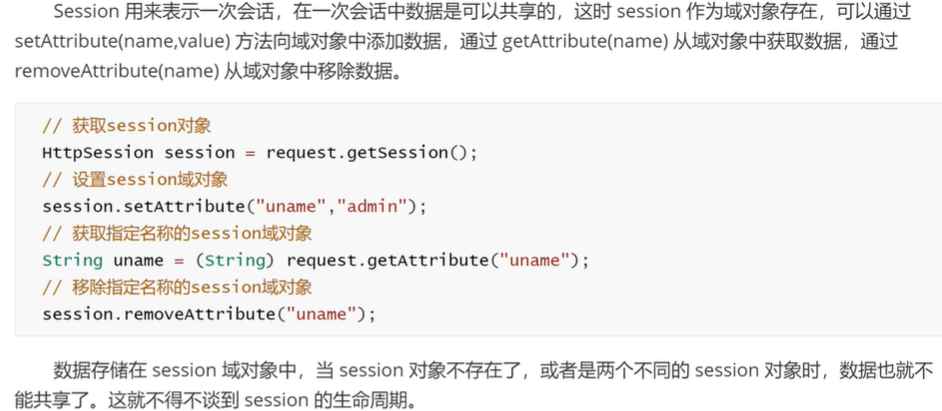 Session 用来表示一次会话，在一次会话中数据是可以共享的，这时 session 作为域对象存在，可以通过
setAttribute(name,value) 方法向域对象中添加数据，通过 getAttribute(name) 从域对象中获取数据，通过
removeAttribute(name) 从域对象中移除数据。
// 获取session对象
HttpSession session = request.getSession();
// 设置session域对象
session.setAttribute("uname","admin");
// 获取指定名称的session域对象
String uname = (String) request.getAttribute("uname");
// 移除指定名称的session域对象
session.removeAttribute("uname");
数据存储在 session 域对象中，当 session 对象不存在了，或者是两个不同的 session 对象时，数据也就不
能共享了。这就不得不谈到 session 的生命周期。